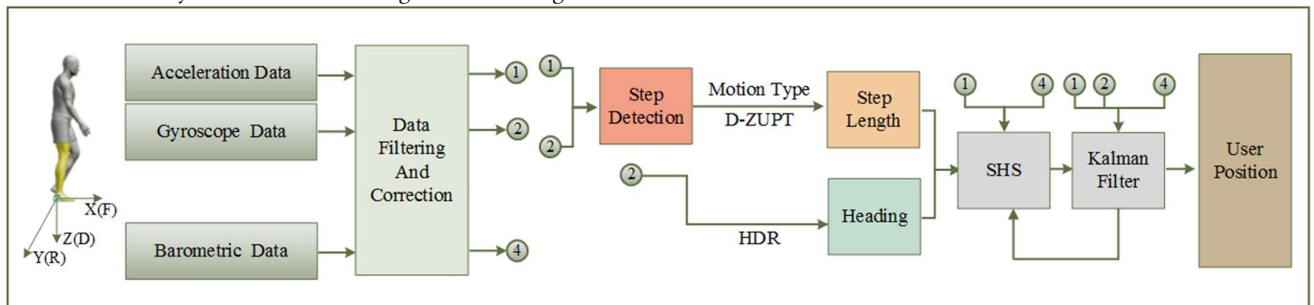 X(F)
Z(D)
Y(R)
Acceleration Data
Gyroscope Data
Barometric Data
Data
Filtering
And
Correction
1
2
4
1
2
Step
Detection
Motion Type
D-ZUPT
2
HDR
Step
Length
Heading
1
4
SHS
1
2
4
Kalman
Filter
User
Position